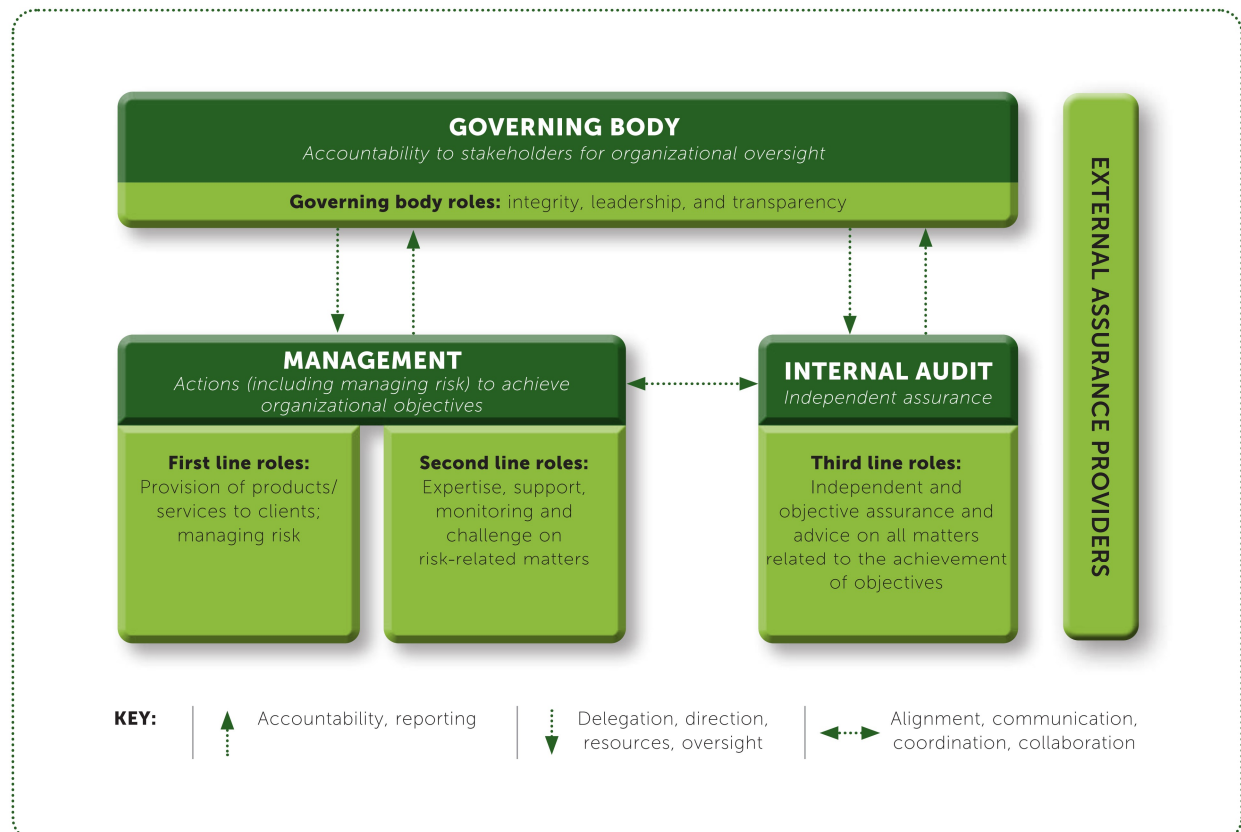 GOVERNING BODY
Accountability to stakeholders for organizational oversight
Governing body roles: integrity, leadership, and transparency
MANAGEMENT
Actions (including managing risk) to achieve
organizational objectives
First line roles:
Provision of products/
services to clients;
managing risk
Second line roles:
Expertise, support,
monitoring and
challenge on
risk-related matters
INTERNAL AUDIT
Independent assurance
Third line roles:
Independent and
objective assurance and
advice on all matters
related to the achievement
of objectives
EXTERNAL ASSURANCE PROVIDERS
KEY:
Accountability, reporting
Delegation, direction,
resources, oversight
Alignment, communication,
coordination, collaboration